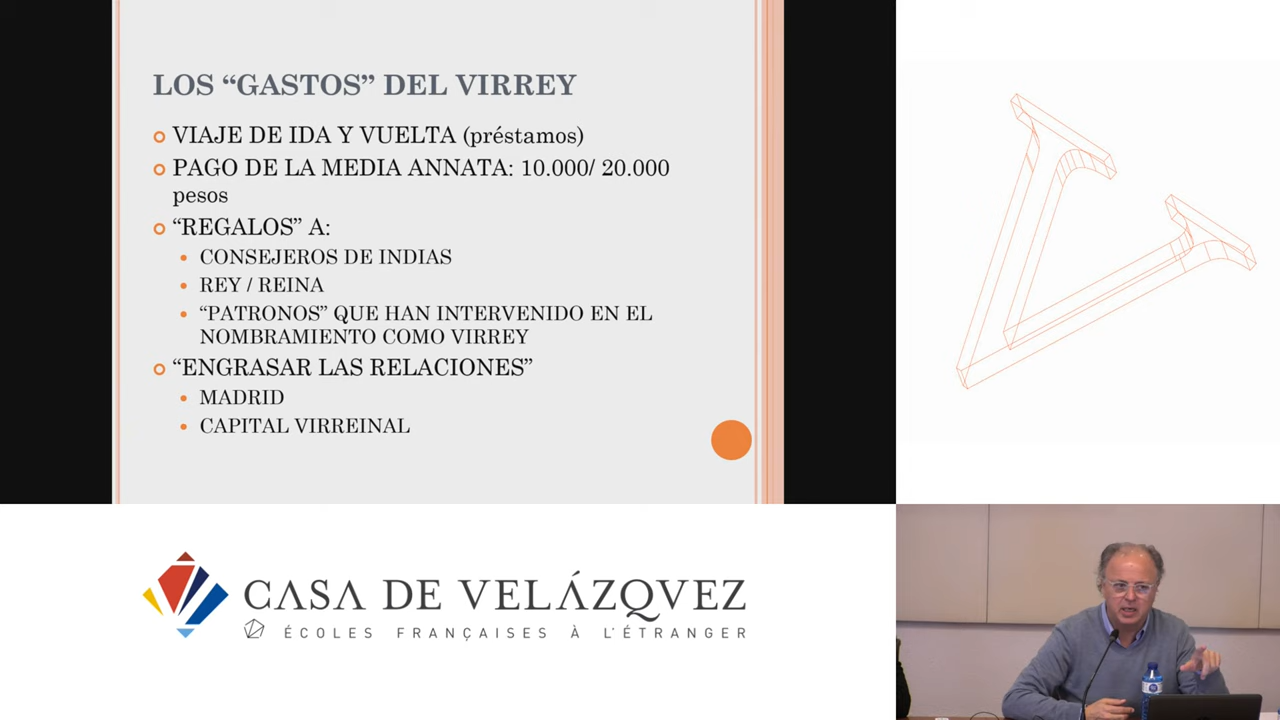 LOS “GASTOS” DEL VIRREY
VIAJE DE IDA Y VUELTA (préstamos)
PAGO DE LA MEDIA ANNATA: 10.000/ 20.000
pesos
“REGALOS” A:
CONSEJEROS DE INDIAS
REY / REINA
“PATRONOS” QUE HAN INTERVENIDO EN EL
NOMBRAMIENTO COMO VIRREY
“ENGRASAR LAS RELACIONES”
MADRID
CAPITAL VIRREINAL
CASA DE VELÁZQVEZ
ÉCOLES FRANÇAISES À L'ÉTRANGER